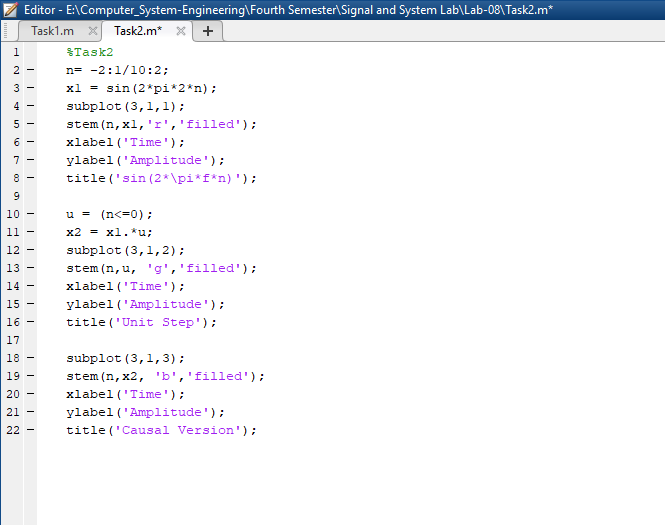 Editor - E:\Computer_System-Engineering\Fourth Semester\Signal and System Lab\Lab-08\Task2.m*
Task1.m × Task2.m* × +
1 %Task2
2 – n= -2:1/10:2;
3 – x1 = sin(2*pi*2*n);
4 – subplot(3,1,1);
5 – stem(n,x1,'r','filled');
6 – xlabel('Time');
7 – ylabel('Amplitude');
8 – title('sin(2*\pi*f*n)');
9
10 – u = (n<=0);
11 – x2 = x1.*u;
12 – subplot(3,1,2);
13 – stem(n,u, 'g','filled');
14 – xlabel('Time');
15 – ylabel('Amplitude');
16 – title('Unit Step');
17
18 – subplot(3,1,3);
19 – stem(n,x2, 'b','filled');
20 – xlabel('Time');
21 – ylabel('Amplitude');
22 – title('Causal Version');